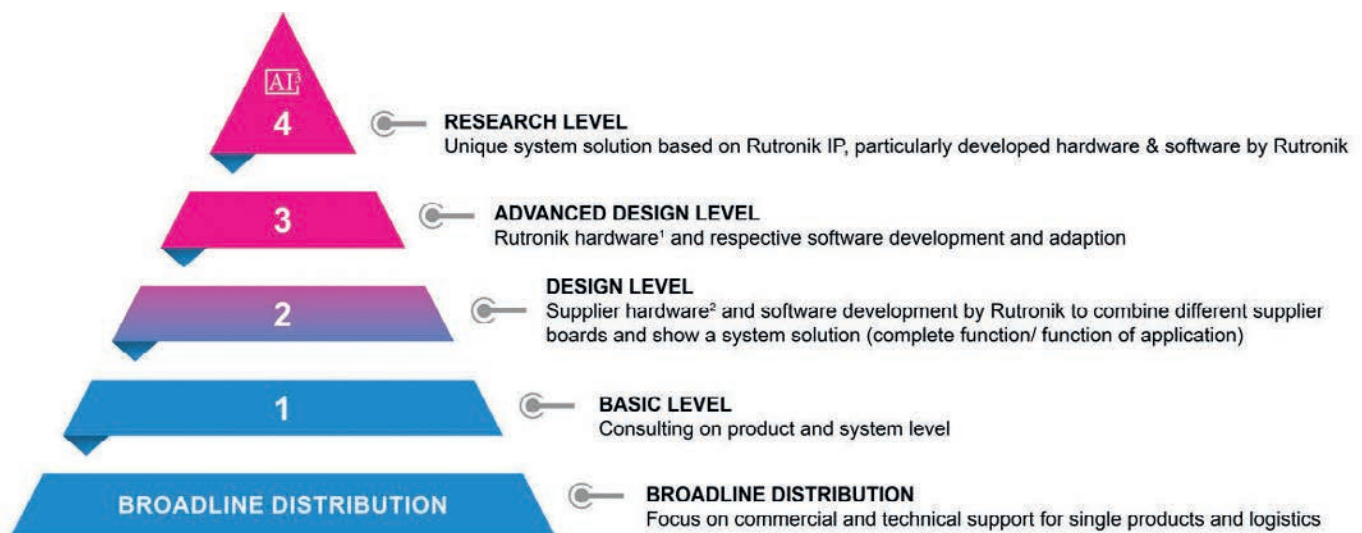 AI³
4
RESEARCH LEVEL
Unique system solution based on Rutronik IP, particularly developed hardware & software by Rutronik
3
ADVANCED DESIGN LEVEL
Rutronik hardware¹ and respective software development and adaption
2
DESIGN LEVEL
Supplier hardware² and software development by Rutronik to combine different supplier
boards and show a system solution (complete function/ function of application)
1
BASIC LEVEL
Consulting on product and system level
BROADLINE DISTRIBUTION
BROADLINE DISTRIBUTION
Focus on commercial and technical support for single products and logistics